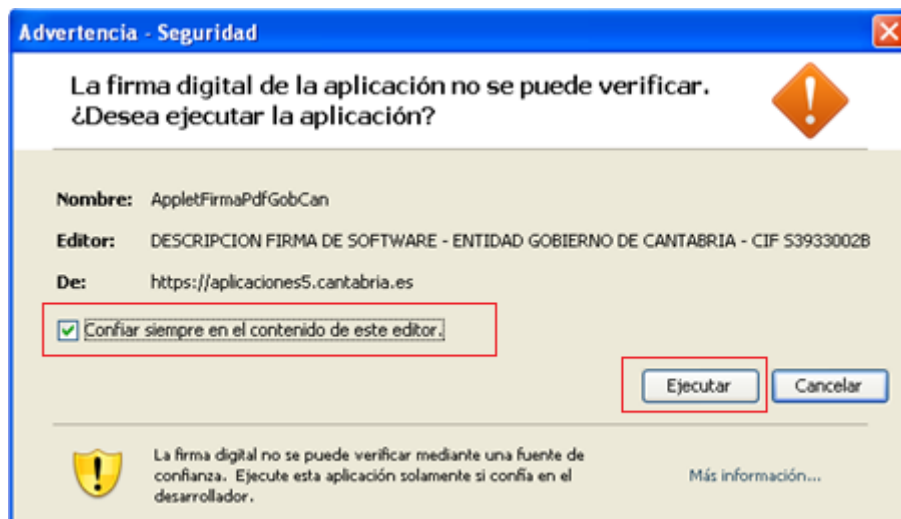 Advertencia - Seguridad
La firma digital de la aplicación no se puede verificar.
¿Desea ejecutar la aplicación?
Nombre: AppletFirmaPdfGobCan
Editor: DESCRIPCION FIRMA DE SOFTWARE - ENTIDAD GOBIERNO DE CANTABRIA - CIF S3933002B
De: https://aplicaciones5.cantabria.es
Confiar siempre en el contenido de este editor.
Ejecutar Cancelar
La firma digital no se puede verificar mediante una fuente de
confianza. Ejecute esta aplicación solamente si confía en el
desarrollador.
Más información...